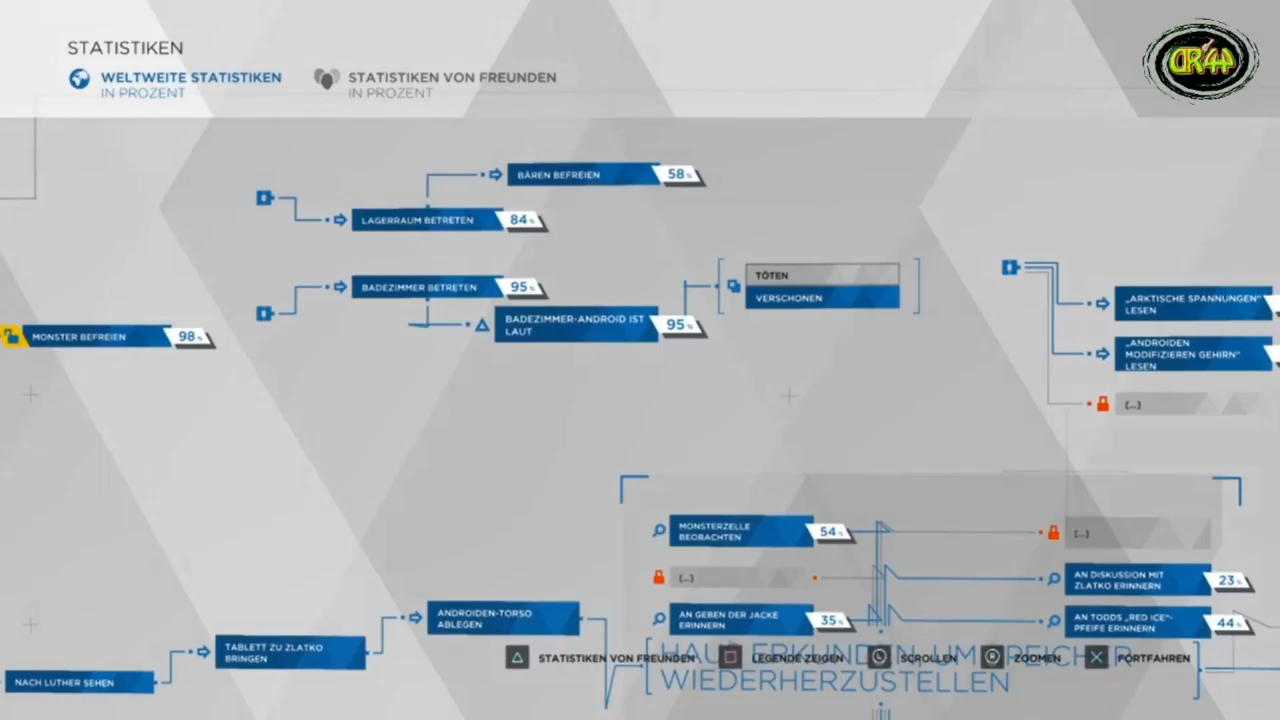 STATISTIKEN
WELTWEITE STATISTIKEN
IN PROZENT
STATISTIKEN VON FREUNDEN
IN PROZENT
BÄREN BEFREIEN 58%
LAGERRAUM BETRETEN 84%
BADEZIMMER BETRETEN 95%
BADEZIMMER-ANDROID IST
LAUT
95%
TÖTEN
VERSCHONEN
MONSTER BEFREIEN 98%
„ARKTISCHE SPANNUNGEN"
LESEN
„ANDROIDEN
MODIFIZIEREN GEHIRN"
LESEN
[...]
MONSTERZELLE
BEOBACHTEN
54%
[...]
[...]
AN DISKUSSION MIT
ZLATKO ERINNERN
23%
AN GEBEN DER JACKE
ERINNERN
35%
AN TODDS „RED ICE"-
PFEIFE ERINNERN
44%
ANDROIDEN-TORSO
ABLEGEN
TABLETT ZU ZLATKO
BRINGEN
NACH LUTHER SEHEN
WIEDERHERZUSTELLEN
STATISTIKEN VON FREUNDEN
LEGENDE ZEIGEN
SCROLLEN
ZOOMEN
FORTFAHREN